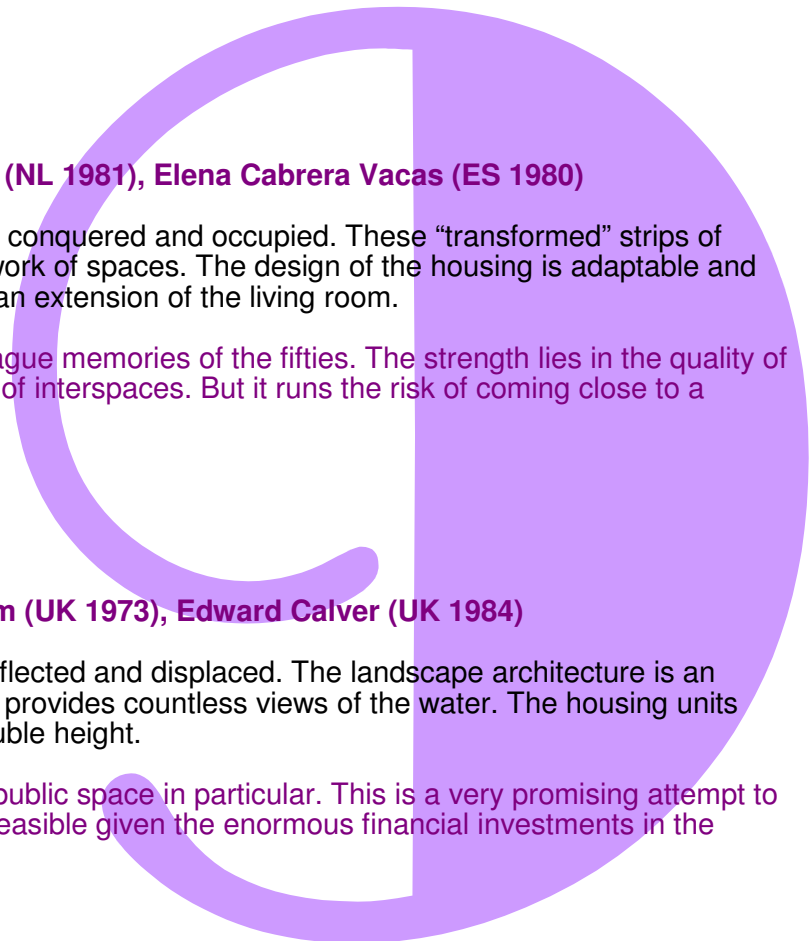 (NL 1981), Elena Cabrera Vacas (ES 1980)
conquered and occupied. These “transformed” strips of
work of spaces. The design of the housing is adaptable and
an extension of the living room.
ague memories of the fifties. The strength lies in the quality of
of interspaces. But it runs the risk of coming close to a
m (UK 1973), Edward Calver (UK 1984)
flected and displaced. The landscape architecture is an
provides countless views of the water. The housing units
uble height.
public space in particular. This is a very promising attempt to
easible given the enormous financial investments in the